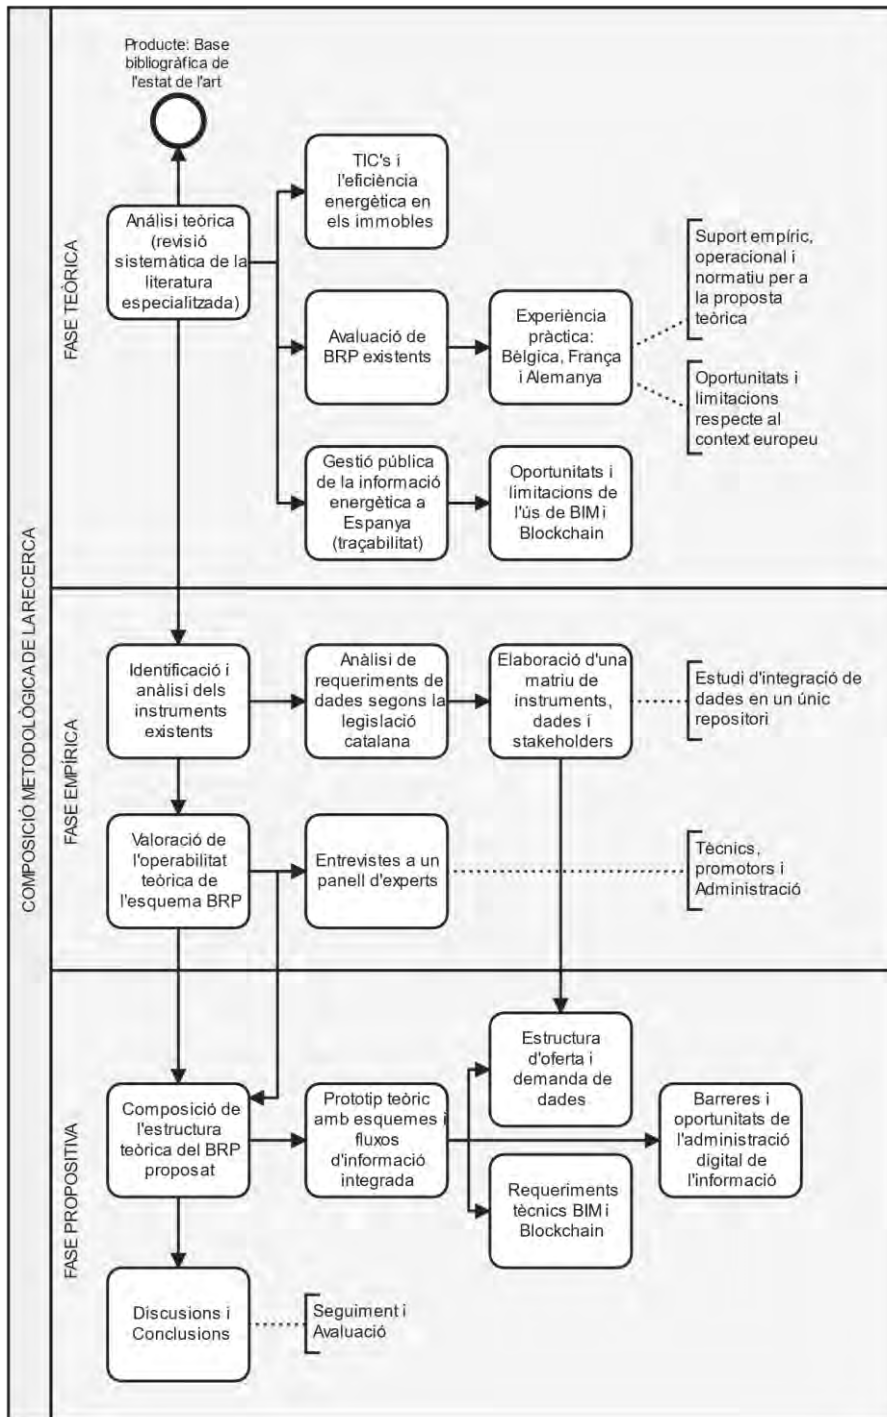 COMPOSICIÓ METODOLÒGICA DE LA RECERCA
FASE TEÒRICA
Producte: Base
bibliogràfica de
l'estat de l'art
TIC's i
l'eficiència
energètica en
els immobles
Anàlisi teòrica
(revisió
sistemàtica de la
literatura
especialitzada)
Suport empíric,
operacional i
normatiu per a
la proposta
teòrica
Avaluació de
BRP existents
Experiència
pràctica:
Bèlgica, França
i Alemanya
Oportunitats i
limitacions
respecte al
context europeu
Gestió pública
de la informació
energètica a
Espanya
(traçabilitat)
Oportunitats i
limitacions de
l'ús de BIM i
Blockchain
FASE EMPÍRICA
Identificació i
anàlisi dels
instruments
existents
Anàlisi de
requeriments de
dades segons la
legislació
catalana
Elaboració d'una
matriu de
instruments,
dades i
stakeholders
Estudi d'integració de
dades en un únic
repositori
Valoració de
l'operabilitat
teòrica de
l'esquema BRP
Entrevistes a un
panell d'experts
Tècnics,
promotors i
Administració
FASE PROPOSITIVA
Estructura
d'oferta i
demanda de
dades
Composició de
l'estructura
teòrica del BRP
proposat
Prototip teòric
amb esquemes i
fluxos
d'informació
integrada
Barreres i
oportunitats de
l'administració
digital de
l'informació
Requeriments
tècnics BIM i
Blockchain
Discusions i
Conclusions
Seguiment i
Avaluació